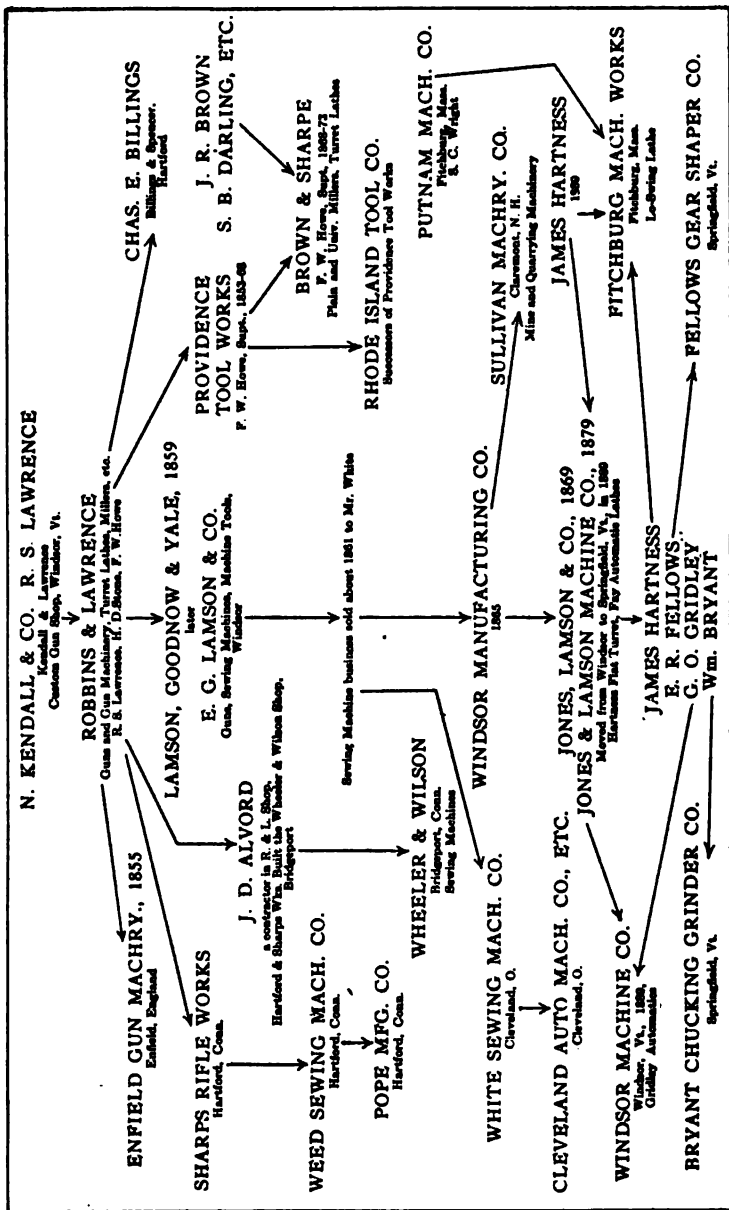 N. KENDALL & CO. R. S. LAWRENCE
Kendall & Lawrence
Custom Gun Shop, Windsor, Vt.
ROBBINS & LAWRENCE
Guns and Gun Machinery, Turret Lathes, Millers, etc.
R. S. Lawrence, H. D. Stone, F. W. Howe
ENFIELD GUN MACHRY., 1855
Enfield, England
SHARPS RIFLE WORKS
Hartford, Conn.
WEED SEWING MACH. CO.
Hartford, Conn.
POPE MFG. CO.
Hartford, Conn.
J. D. ALVORD
a contractor in R. & L. Shop,
Hartford & Sharps Wks. Built the Wheeler & Wilson Shop,
Bridgeport
WHEELER & WILSON
Bridgeport, Conn.
Sewing Machines
LAMSON, GOODNOW & YALE, 1859
later
E. G. LAMSON & CO.
Guns, Sewing Machines, Machine Tools,
Windsor
CHAS. E. BILLINGS
Billings & Spencer,
Hartford
PROVIDENCE
TOOL WORKS
F. W. Howe, Supt., 1853-68
J. R. BROWN
S. B. DARLING, ETC.
BROWN & SHARPE
F. W. Howe, Supt., 1868-73
Plain and Univ. Millers, Turret Lathes
RHODE ISLAND TOOL CO.
Successors of Providence Tool Works
Sewing Machine business sold about 1861 to Mr. White
WHITE SEWING MACH. CO.
Cleveland, O.
CLEVELAND AUTO MACH. CO., ETC.
Cleveland, O.
WINDSOR MANUFACTURING CO.
1865
SULLIVAN MACHRY. CO.
Claremont, N. H.
Mine and Quarrying Machinery
PUTNAM MACH. CO.
Fitchburg, Mass.
S. C. Wright
JONES, LAMSON & CO., 1869
JONES & LAMSON MACHINE CO., 1879
Moved from Windsor to Springfield, Vt., in 1889
Hartness Flat Turret, Fay Automatic Lathes
JAMES HARTNESS
FITCHBURG MACH. WORKS
Fitchburg, Mass.
Lo-Swing Lathe
WINDSOR MACHINE CO.
Windsor, Vt.,
Gridley Automatics
JAMES HARTNESS
E. R. FELLOWS
G. O. GRIDLEY
Wm. BRYANT
BRYANT CHUCKING GRINDER CO.
Springfield, Vt.
FELLOWS GEAR SHAPER CO.
Springfield, Vt.